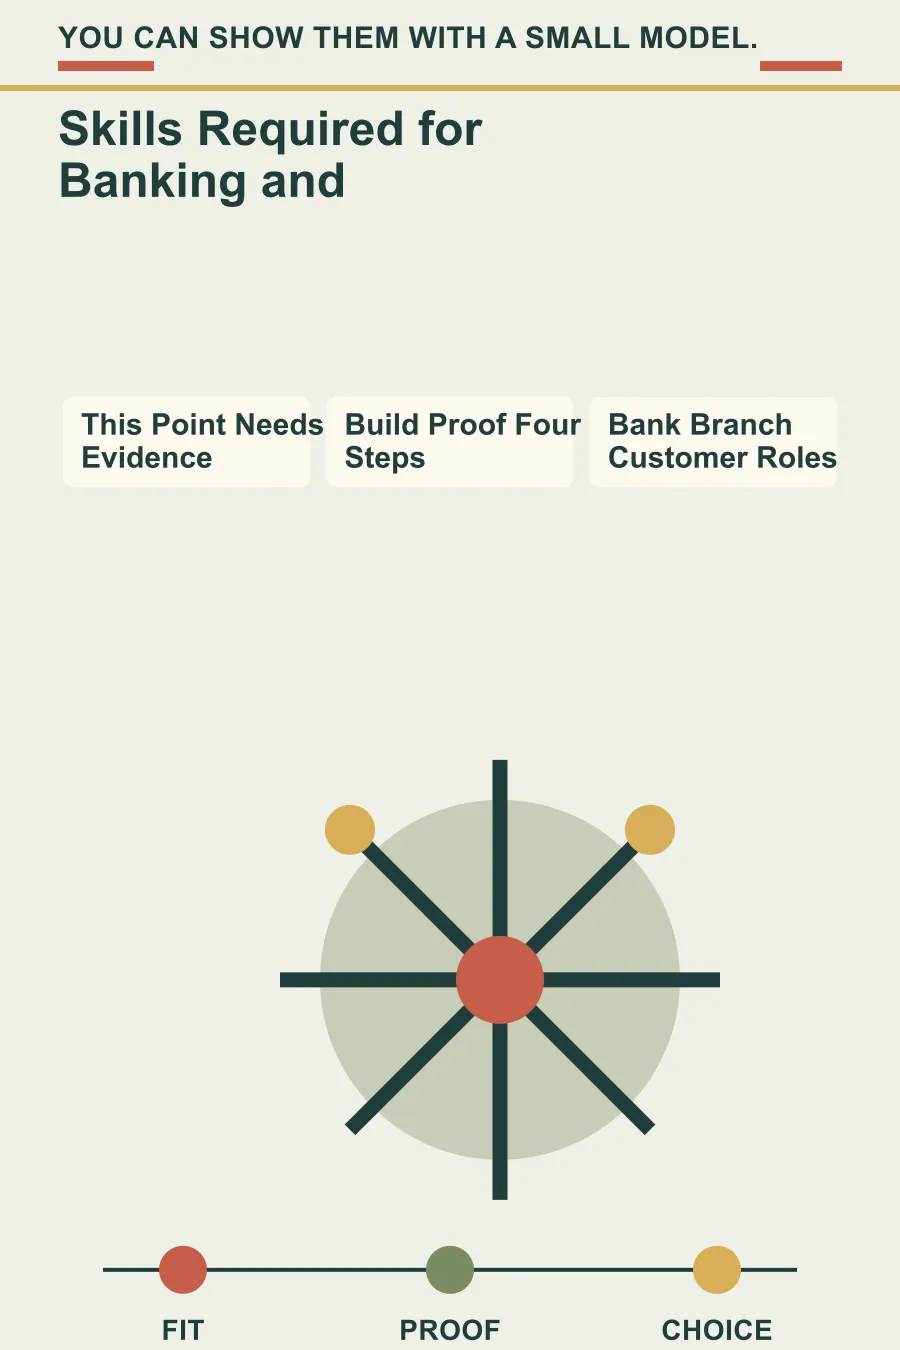 YOU CAN SHOW THEM WITH A SMALL MODEL.
Skills Required for
Banking and
This Point Needs
Evidence
Build Proof Four
Steps
Bank Branch
Customer Roles
FIT
PROOF
CHOICE